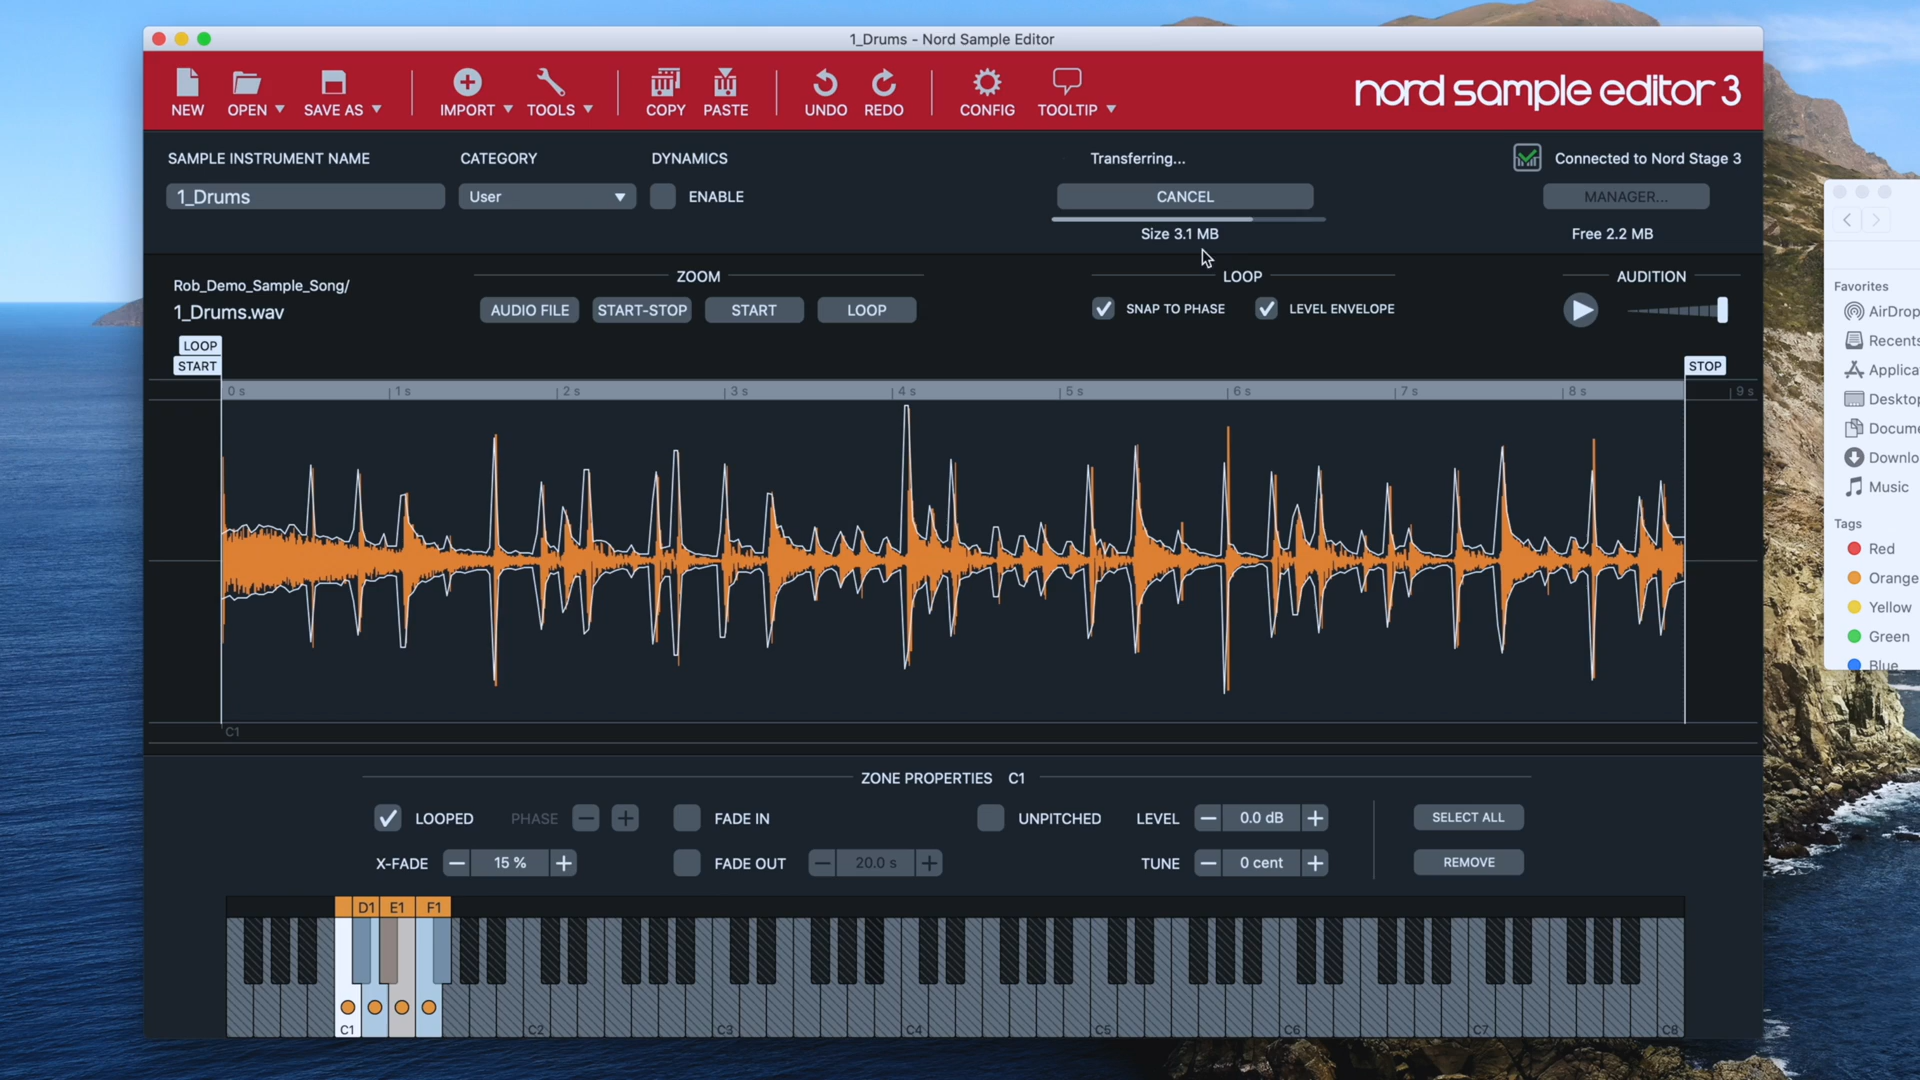 1_Drums - Nord Sample Editor
NEW
OPEN
SAVE AS
IMPORT
TOOLS
COPY
PASTE
UNDO
REDO
CONFIG
TOOLTIP
nord sample editor 3
SAMPLE INSTRUMENT NAME
CATEGORY
DYNAMICS
Transferring...
Connected to Nord Stage 3
1_Drums
User
ENABLE
CANCEL
MANAGER...
Size 3.1 MB
Free 2.2 MB
Rob_Demo_Sample_Song/
1_Drums.wav
ZOOM
AUDIO FILE
START-STOP
START
LOOP
LOOP
SNAP TO PHASE
LEVEL ENVELOPE
AUDITION
LOOP
START
STOP
0 s
1 s
2 s
3 s
4 s
5 s
6 s
7 s
8 s
9 s
C1
ZONE PROPERTIES C1
LOOPED
PHASE
FADE IN
UNPITCHED
LEVEL
0.0 dB
SELECT ALL
X-FADE
15 %
FADE OUT
20.0 s
TUNE
0 cent
REMOVE
D1
E1
F1
C1
C2
C3
C4
C5
C6
C7
C8
Favorites
AirDrop
Recents
Applica
Desktop
Docume
Downlo
Music
Tags
Red
Orange
Yellow
Green
Blue